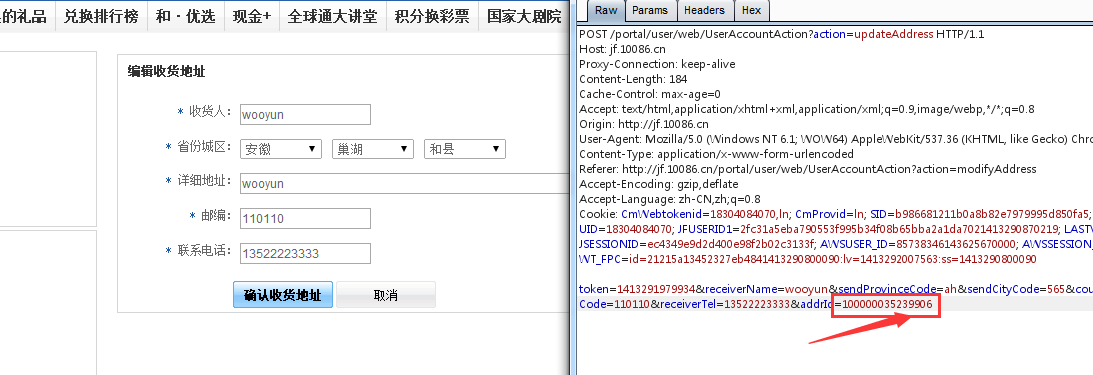 的礼品 兑换排行榜 和·优选 现金+ 全球通大讲堂 积分换彩票 国家大剧院
编辑收货地址
* 收货人: wooyun
* 省份城区: 安徽 巢湖 和县
* 详细地址: wooyun
* 邮编: 110110
* 联系电话: 13522223333
确认收货地址 取消
Raw Params Headers Hex
POST /portal/user/web/UserAccountAction?action=updateAddress HTTP/1.1
Host: jf.10086.cn
Proxy-Connection: keep-alive
Content-Length: 184
Cache-Control: max-age=0
Accept: text/html,application/xhtml+xml,application/xml;q=0.9,image/webp,*/*;q=0.8
Origin: http://jf.10086.cn
User-Agent: Mozilla/5.0 (Windows NT 6.1; WOW64) AppleWebKit/537.36 (KHTML, like Gecko) Chro
Content-Type: application/x-www-form-urlencoded
Referer: http://jf.10086.cn/portal/user/web/UserAccountAction?action=modifyAddress
Accept-Encoding: gzip,deflate
Accept-Language: zh-CN,zh;q=0.8
Cookie: CmWebtokenid=18304084070,ln; CmProvid=ln; SID=b986681211b0a8b82e7979995d850fa5;
UID=18304084070; JFUSERID1=2fc31a5eba790553f995b34f08b65bba2a1da7021413290870219; LASTV
JSESSIONID=ec4349e9d2d400e98f2b02c3133f; AWSUSER_ID=85738346143625670000; AWSSESSION_
WT_FPC=id=21215a13452327eb4841413290800090:lv=1413292007563:ss=1413290800090
token=1413291979934&receiverName=wooyun&sendProvinceCode=ah&sendCityCode=565&cou
Code=110110&receiverTel=13522223333&addrId=100000035239906